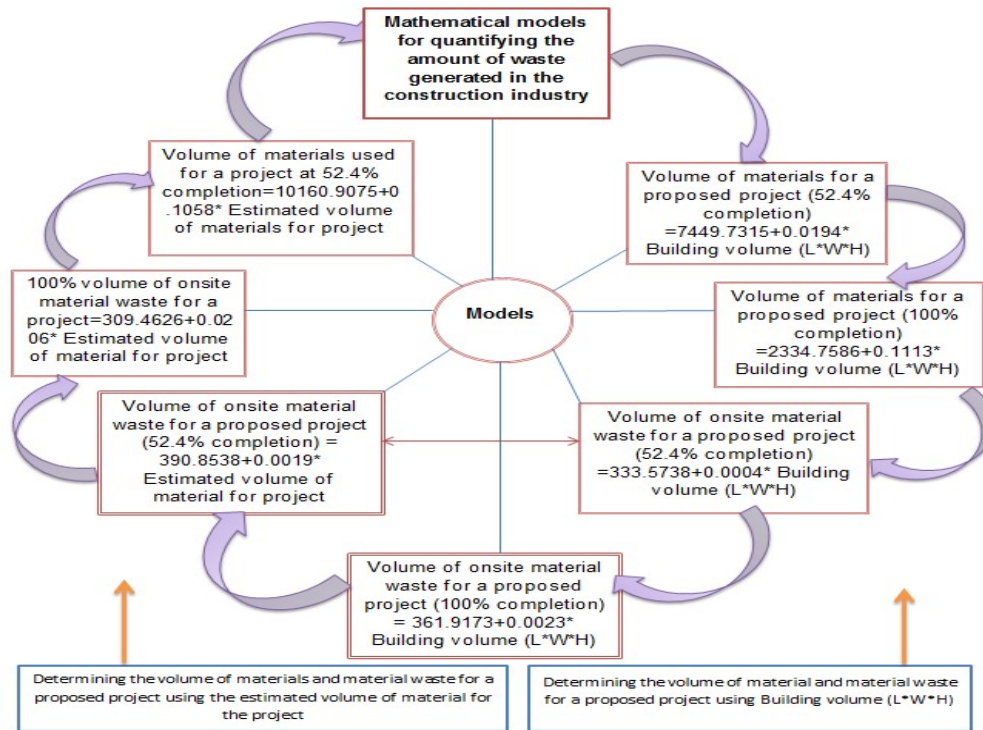 Mathematical models
for quantifying the
amount of waste
generated in the
construction industry
Volume of materials used
for a project at 52.4%
completion=10160.9075+0
.1058* Estimated volume
of materials for project
Volume of materials for a
proposed project (52.4%
completion)
=7449.7315+0.0194*
Building volume (L*W*H)
100% volume of onsite
material waste for a
project=309.4626+0.02
06* Estimated volume
of material for project
Models
Volume of materials for a
proposed project (100%
completion)
=2334.7586+0.1113*
Building volume (L*W*H)
Volume of onsite material
waste for a proposed project
(52.4% completion) =
390.8538+0.0019*
Estimated volume of
material for project
Volume of onsite material
waste for a proposed project
(52.4% completion)
=333.5738+0.0004* Building
volume (L*W*H)
Volume of onsite material
waste for a proposed
project (100% completion)
= 361.9173+0.0023*
Building volume (L*W*H)
Determining the volume of materials and material waste for a
proposed project using the estimated volume of material for
the project
Determining the volume of material and material waste
for a proposed project using Building volume (L*W*H)